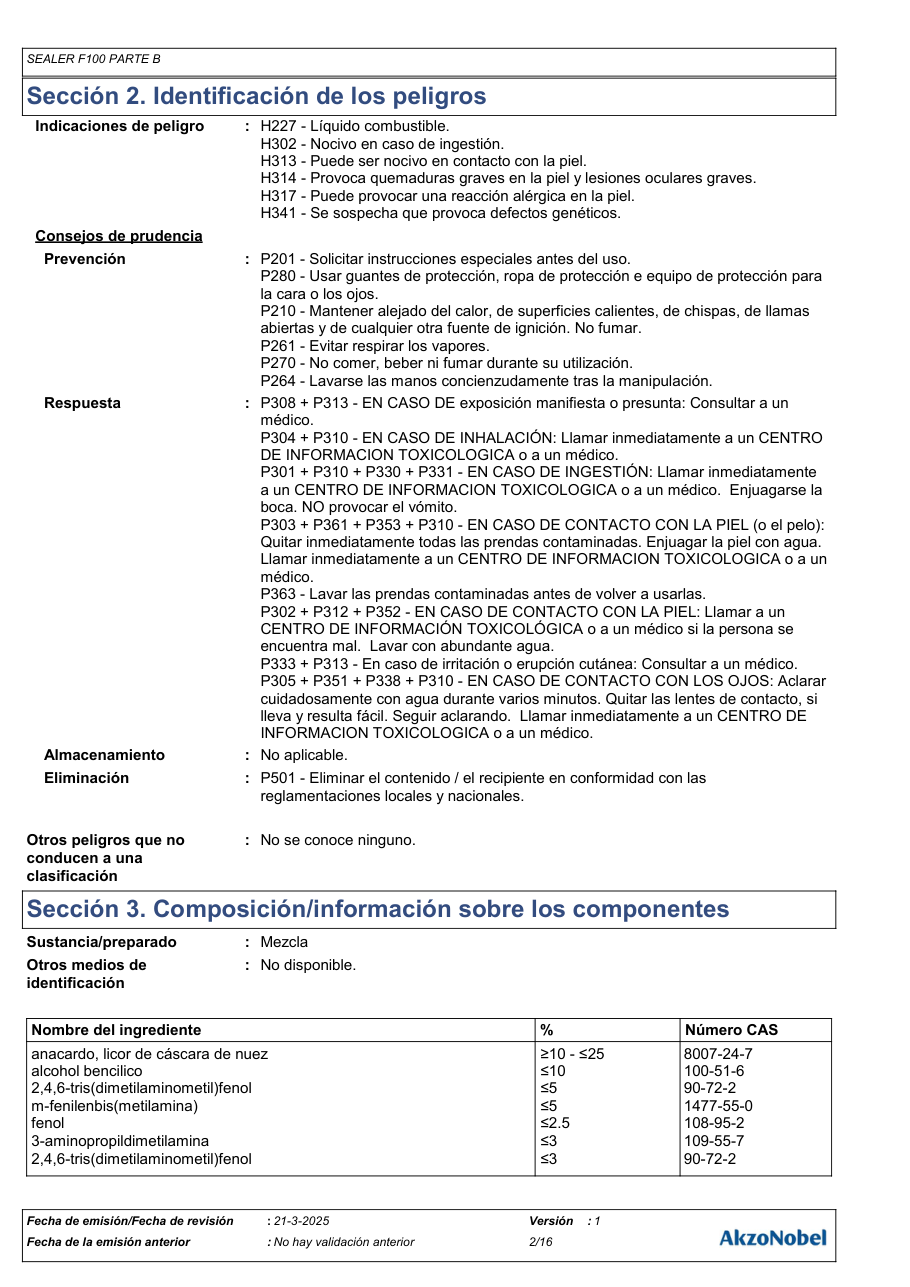 SEALER F100 PARTE B
Sección 2. Identificación de los peligros
Indicaciones de peligro : H227 - Líquido combustible.
H302 - Nocivo en caso de ingestión.
H313 - Puede ser nocivo en contacto con la piel.
H314 - Provoca quemaduras graves en la piel y lesiones oculares graves.
H317 - Puede provocar una reacción alérgica en la piel.
H341 - Se sospecha que provoca defectos genéticos.
Consejos de prudencia
Prevención : P201 - Solicitar instrucciones especiales antes del uso.
P280 - Usar guantes de protección, ropa de protección e equipo de protección para
la cara o los ojos.
P210 - Mantener alejado del calor, de superficies calientes, de chispas, de llamas
abiertas y de cualquier otra fuente de ignición. No fumar.
P261 - Evitar respirar los vapores.
P270 - No comer, beber ni fumar durante su utilización.
P264 - Lavarse las manos concienzudamente tras la manipulación.
Respuesta : P308 + P313 - EN CASO DE exposición manifiesta o presunta: Consultar a un
médico.
P304 + P310 - EN CASO DE INHALACIÓN: Llamar inmediatamente a un CENTRO
DE INFORMACION TOXICOLOGICA o a un médico.
P301 + P310 + P330 + P331 - EN CASO DE INGESTIÓN: Llamar inmediatamente
a un CENTRO DE INFORMACION TOXICOLOGICA o a un médico.  Enjuagarse la
boca. NO provocar el vómito.
P303 + P361 + P353 + P310 - EN CASO DE CONTACTO CON LA PIEL (o el pelo):
Quitar inmediatamente todas las prendas contaminadas. Enjuagar la piel con agua.
Llamar inmediatamente a un CENTRO DE INFORMACION TOXICOLOGICA o a un
médico.
P363 - Lavar las prendas contaminadas antes de volver a usarlas.
P302 + P312 + P352 - EN CASO DE CONTACTO CON LA PIEL: Llamar a un
CENTRO DE INFORMACIÓN TOXICOLÓGICA o a un médico si la persona se
encuentra mal.  Lavar con abundante agua.
P333 + P313 - En caso de irritación o erupción cutánea: Consultar a un médico.
P305 + P351 + P338 + P310 - EN CASO DE CONTACTO CON LOS OJOS: Aclarar
cuidadosamente con agua durante varios minutos. Quitar las lentes de contacto, si
lleva y resulta fácil. Seguir aclarando.  Llamar inmediatamente a un CENTRO DE
INFORMACION TOXICOLOGICA o a un médico.
Almacenamiento : No aplicable.
Eliminación : P501 - Eliminar el contenido / el recipiente en conformidad con las
reglamentaciones locales y nacionales.
Otros peligros que no : No se conoce ninguno.
conducen a una
clasificación
Sección 3. Composición/información sobre los componentes
Sustancia/preparado : Mezcla
Otros medios de : No disponible.
identificación
Nombre del ingrediente % Número CAS
anacardo, licor de cáscara de nuez ≥10 - ≤25 8007-24-7
alcohol bencilico ≤10 100-51-6
2,4,6-tris(dimetilaminometil)fenol ≤5 90-72-2
m-fenilenbis(metilamina) ≤5 1477-55-0
fenol ≤2.5 108-95-2
3-aminopropildimetilamina ≤3 109-55-7
2,4,6-tris(dimetilaminometil)fenol ≤3 90-72-2
Fecha de emisión/Fecha de revisión : 21-3-2025 Versión : 1
Fecha de la emisión anterior : No hay validación anterior 2/16 AkzoNobel